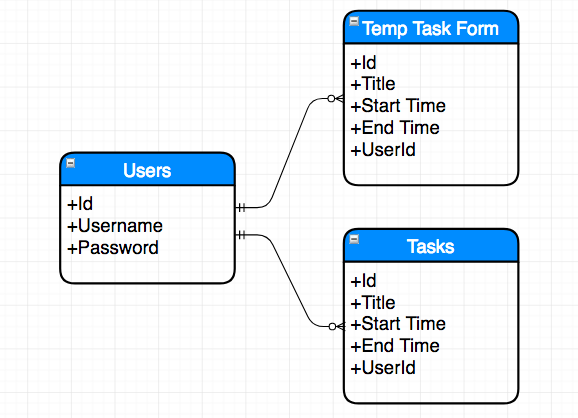 Temp Task Form
+Id
+Title
+Start Time
+End Time
+UserId
Users
+Id
+Username
+Password
Tasks
+Id
+Title
+Start Time
+End Time
+UserId